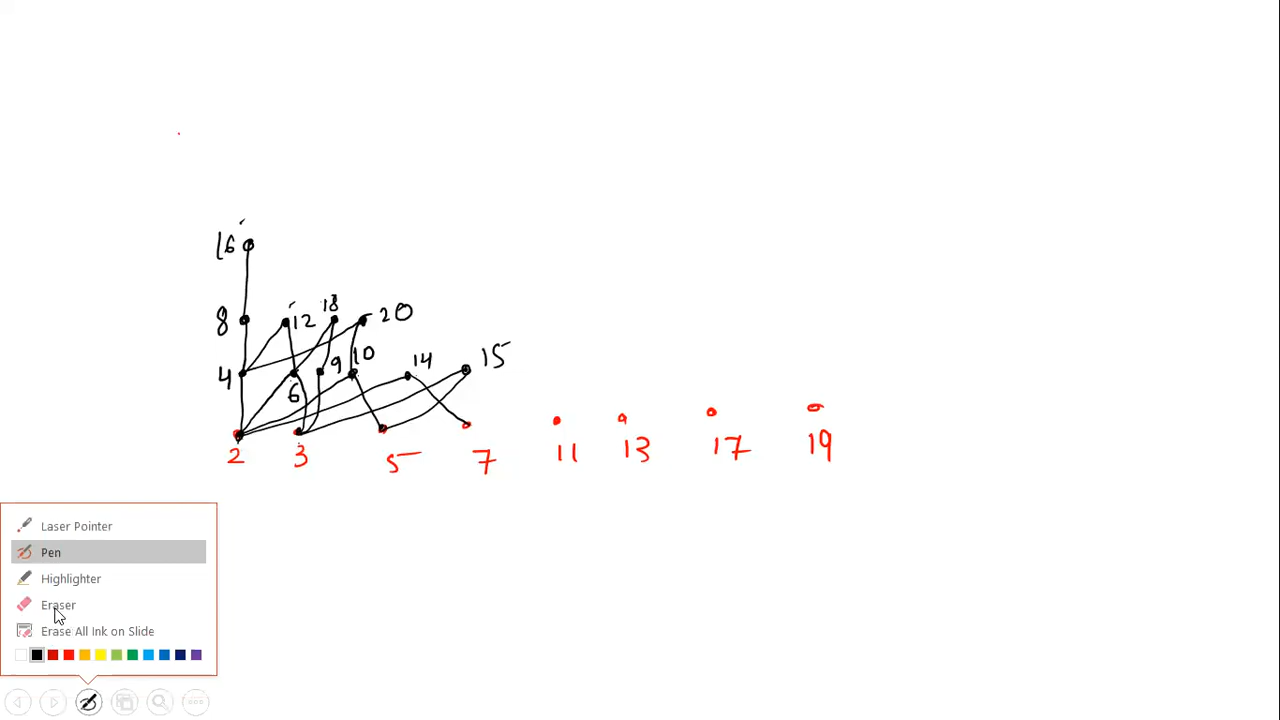 16
8 12 18 20
4 6 9 10 14 15
2 3 5 7 11 13 17 19
Laser Pointer
Pen
Highlighter
Eraser
Erase All Ink on Slide